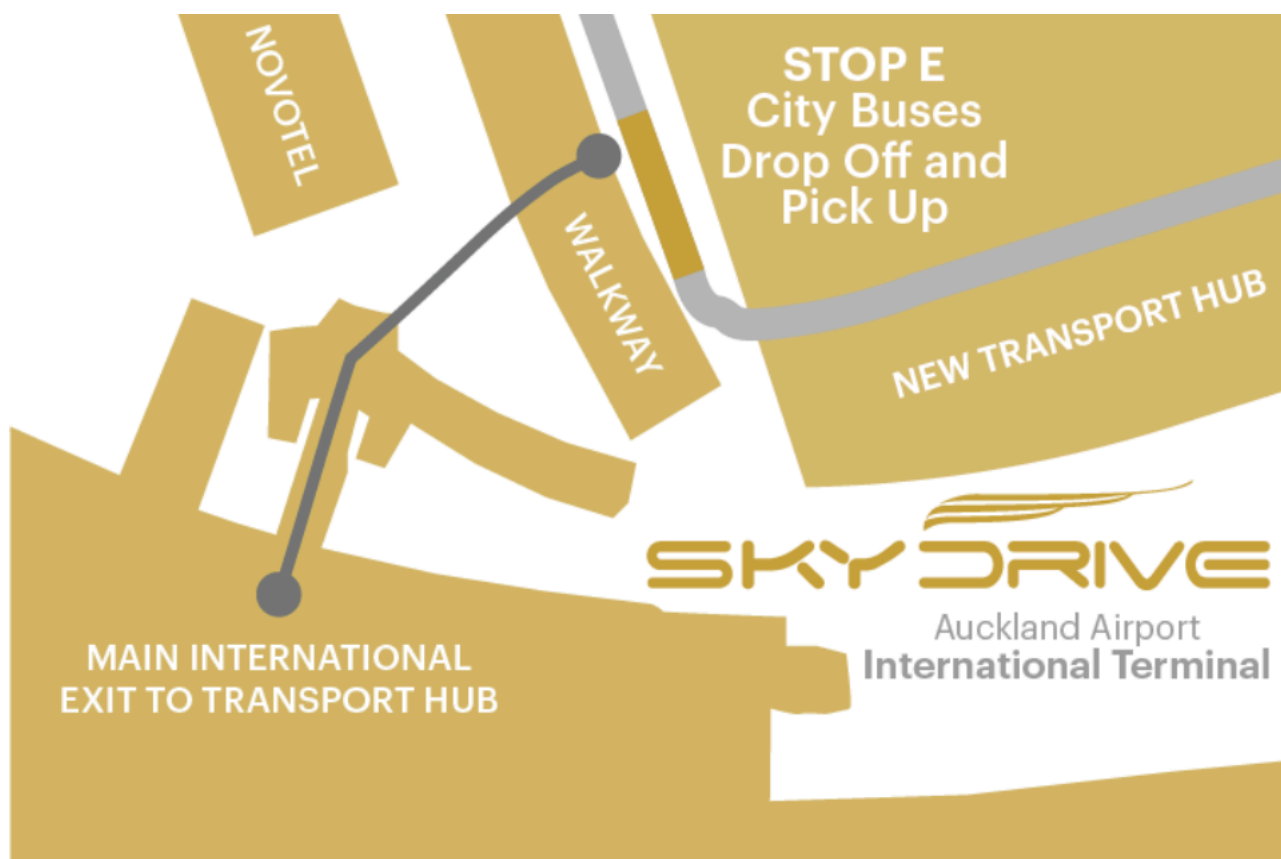 NOVOTEL
STOP E
City Buses
Drop Off and
Pick Up
WALKWAY
NEW TRANSPORT HUB
SKYDRIVE
Auckland Airport
International Terminal
MAIN INTERNATIONAL
EXIT TO TRANSPORT HUB